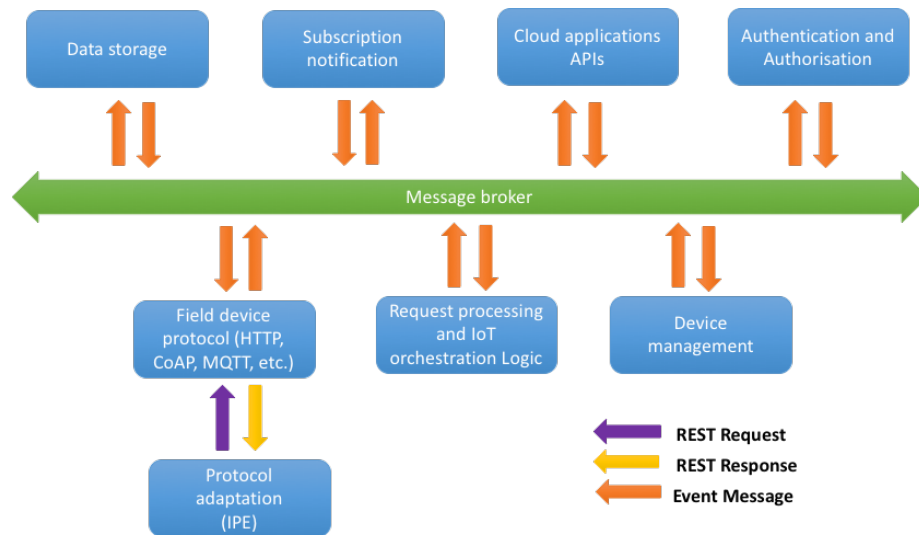 Data storage
Subscription
notification
Cloud applications
APIs
Authentication and
Authorisation
Message broker
Field device
protocol (HTTP,
CoAP, MQTT, etc.)
Request processing
and IoT
orchestration Logic
Device
management
Protocol
adaptation
(IPE)
REST Request
REST Response
Event Message